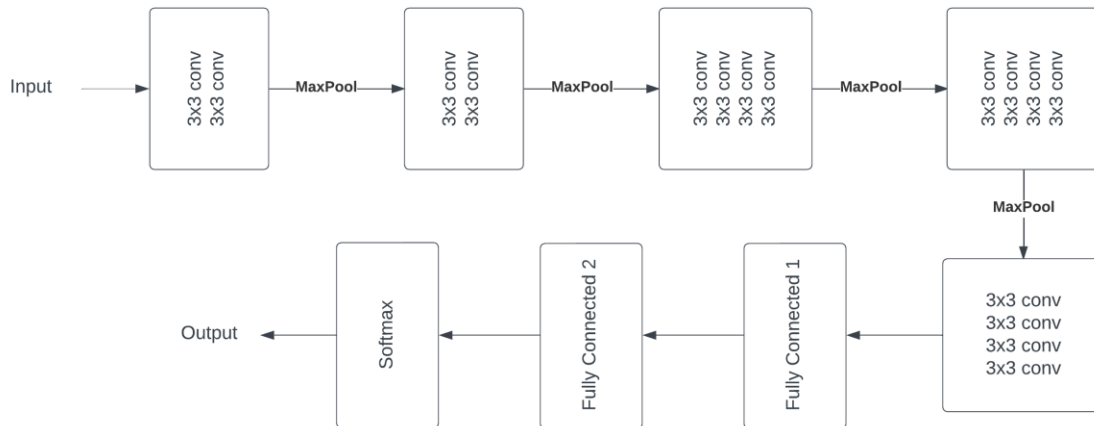 Input
3x3 conv
3x3 conv
MaxPool
3x3 conv
3x3 conv
MaxPool
3x3 conv
3x3 conv
3x3 conv
3x3 conv
MaxPool
3x3 conv
3x3 conv
3x3 conv
3x3 conv
MaxPool
3x3 conv
3x3 conv
3x3 conv
3x3 conv
Fully Connected 1
Fully Connected 2
Softmax
Output